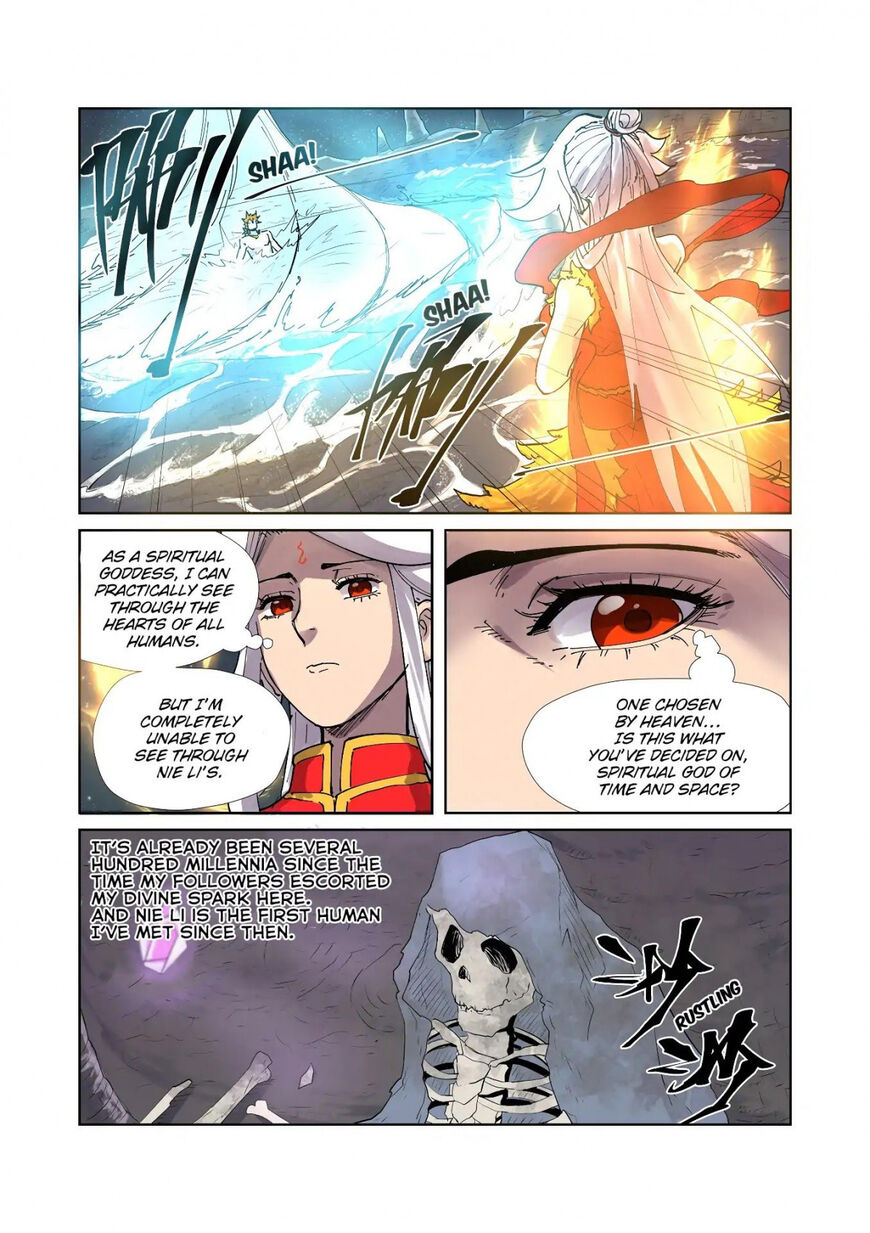 SHAA!
SHAA!
AS A SPIRITUAL
GODDESS, I CAN
PRACTICALLY SEE
THROUGH THE
HEARTS OF ALL
HUMANS.
BUT I'M
COMPLETELY
UNABLE TO
SEE THROUGH
NIE LI'S.
ONE CHOSEN
BY HEAVEN...
IS THIS WHAT
YOU'VE DECIDED ON,
SPIRITUAL GOD OF
TIME AND SPACE?
IT'S ALREADY BEEN SEVERAL
HUNDRED MILLENNIA SINCE THE
TIME MY FOLLOWERS ESCORTED
MY DIVINE SPARK HERE.
AND NIE LI IS THE FIRST HUMAN
I'VE MET SINCE THEN.
沙
RUSTLING
沙